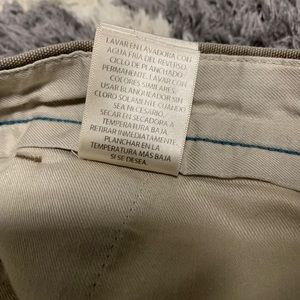 LAVAR EN LAVADORA CON
AGUA FRIA DEL REVERSO.
CICLO DE PLANCHADO
PERMANENTE. LAVAR CON
COLORES SIMILARES.
USAR BLANQUEADOR SIN
CLORO SOLAMENTE CUANDO
SEA NECESARIO.
SECAR EN SECADORA A
TEMPERATURA BAJA.
RETIRAR INMEDIATAMENTE.
PLANCHAR EN LA
TEMPERATURA MÁS BAJA
SI SE DESEA.